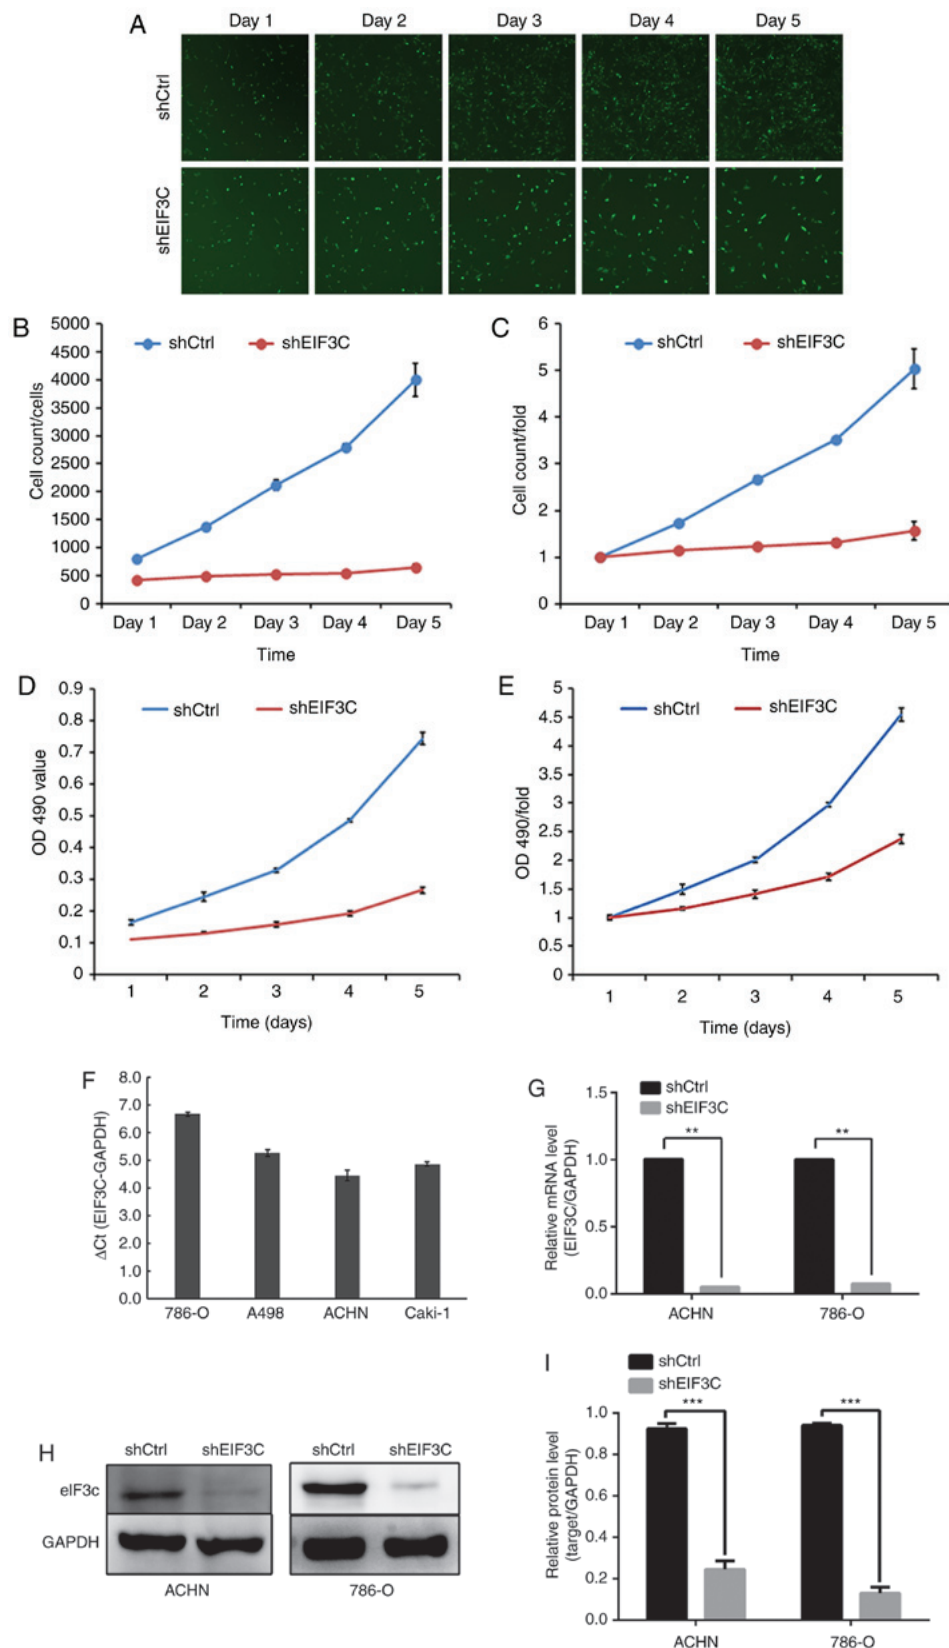 A
Day 1 Day 2 Day 3 Day 4 Day 5
shCtrl
shEIF3C
B
shCtrl shEIF3C
Cell count/cells
5000
4500
4000
3500
3000
2500
2000
1500
1000
500
0
Day 1 Day 2 Day 3 Day 4 Day 5
Time
C
shCtrl shEIF3C
Cell count/fold
6
5
4
3
2
1
0
Day 1 Day 2 Day 3 Day 4 Day 5
Time
D
shCtrl shEIF3C
OD 490 value
0.9
0.8
0.7
0.6
0.5
0.4
0.3
0.2
0.1
0
1 2 3 4 5
Time (days)
E
shCtrl shEIF3C
OD 490/fold
5
4.5
4
3.5
3
2.5
2
1.5
1
0.5
0
1 2 3 4 5
Time (days)
F
ΔCt (EIF3C-GAPDH)
8.0
7.0
6.0
5.0
4.0
3.0
2.0
1.0
0.0
786-O A498 ACHN Caki-1
G
shCtrl
shEIF3C
Relative mRNA level
(EIF3C/GAPDH)
1.5
1.0
0.5
0.0
** **
ACHN 786-O
H
shCtrl shEIF3C shCtrl shEIF3C
eIF3c
GAPDH
ACHN 786-O
I
shCtrl
shEIF3C
Relative protein level
(target/GAPDH)
1.0
0.8
0.6
0.4
0.2
0.0
*** ***
ACHN 786-O